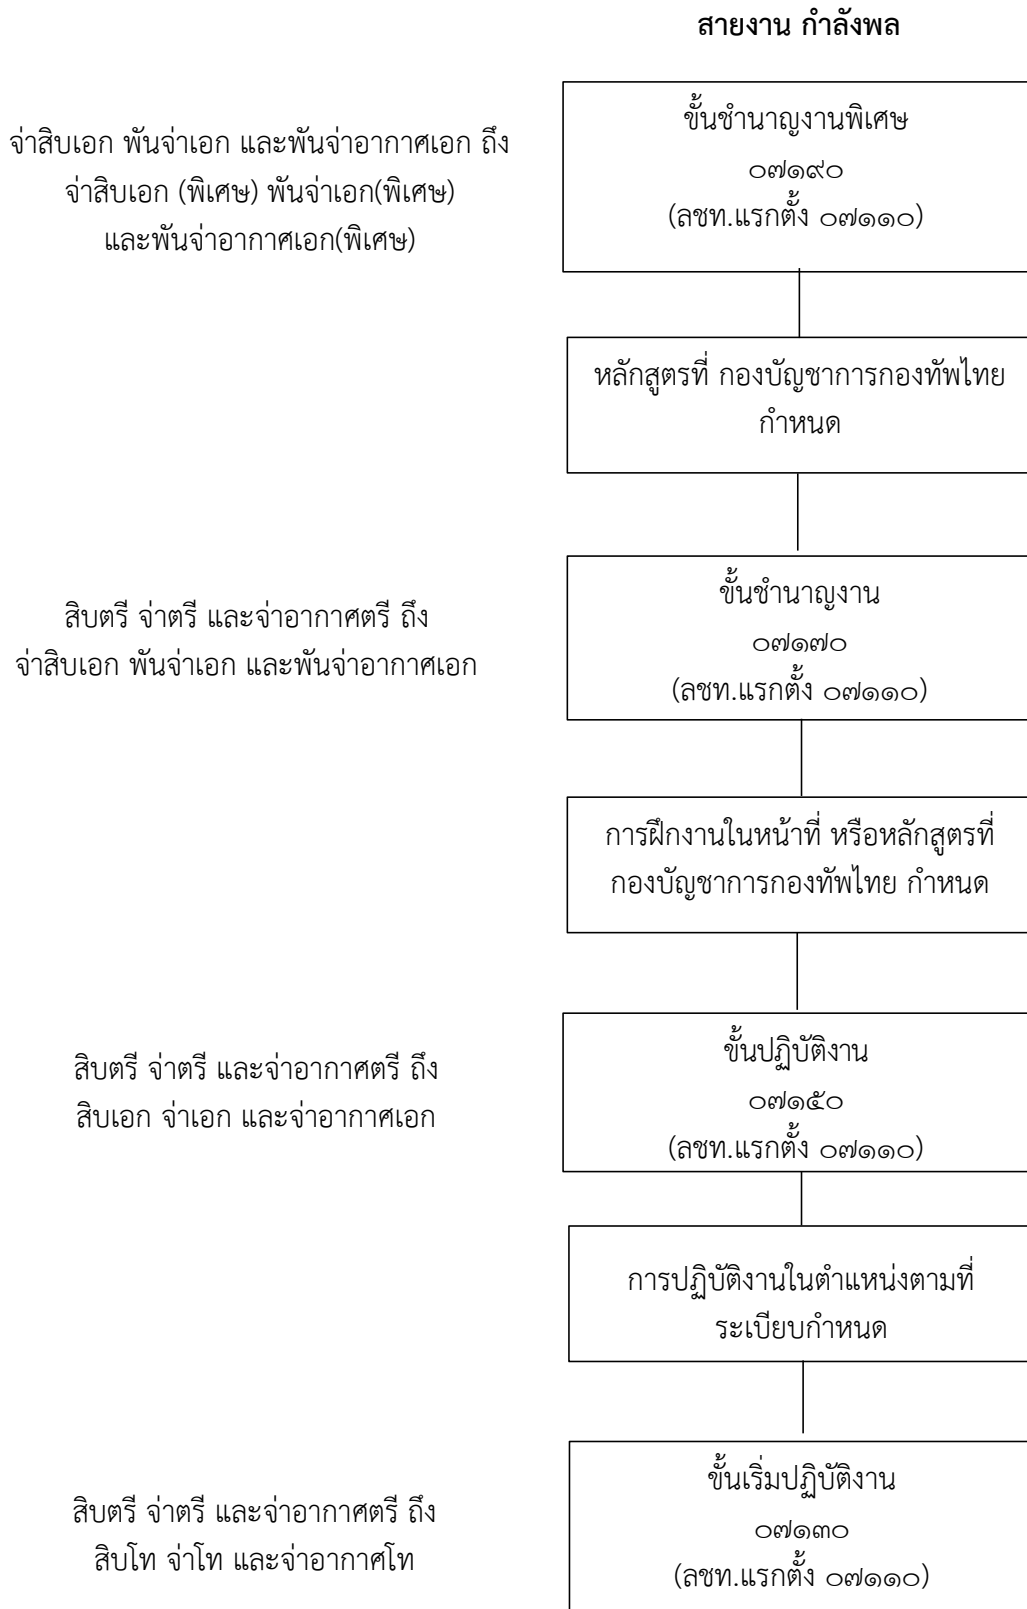 สายงาน กำลังพล
จ่าสิบเอก พันจ่าเอก และพันจ่าอากาศเอก ถึง
จ่าสิบเอก (พิเศษ) พันจ่าเอก(พิเศษ)
และพันจ่าอากาศเอก(พิเศษ)
ขั้นชำนาญงานพิเศษ
๐๗๑๙๐
(ลชท.แรกตั้ง ๐๗๑๑๐)
หลักสูตรที่ กองบัญชาการกองทัพไทย
กำหนด
สิบตรี จ่าตรี และจ่าอากาศตรี ถึง
จ่าสิบเอก พันจ่าเอก และพันจ่าอากาศเอก
ขั้นชำนาญงาน
๐๗๑๗๐
(ลชท.แรกตั้ง ๐๗๑๑๐)
การฝึกงานในหน้าที่ หรือหลักสูตรที่
กองบัญชาการกองทัพไทย กำหนด
สิบตรี จ่าตรี และจ่าอากาศตรี ถึง
สิบเอก จ่าเอก และจ่าอากาศเอก
ขั้นปฏิบัติงาน
๐๗๑๕๐
(ลชท.แรกตั้ง ๐๗๑๑๐)
การปฏิบัติงานในตำแหน่งตามที่
ระเบียบกำหนด
สิบตรี จ่าตรี และจ่าอากาศตรี ถึง
สิบโท จ่าโท และจ่าอากาศโท
ขั้นเริ่มปฏิบัติงาน
๐๗๑๓๐
(ลชท.แรกตั้ง ๐๗๑๑๐)